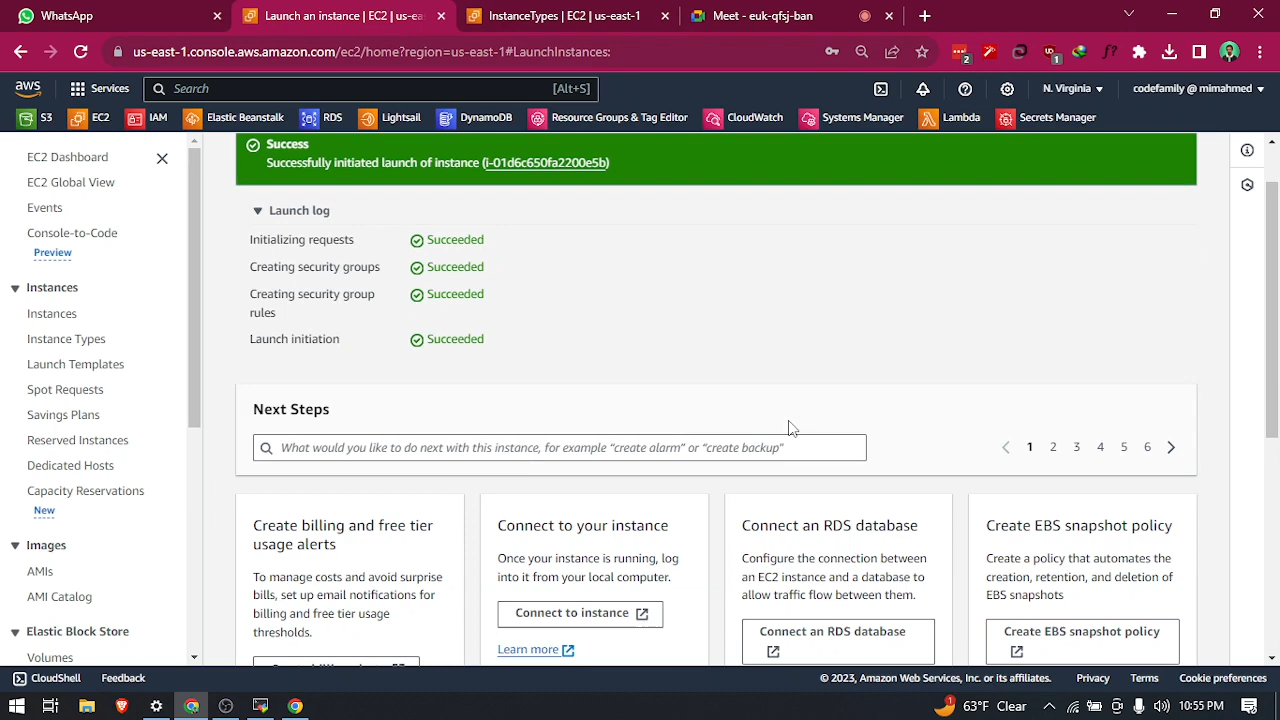 WhatsApp
Launch an instance | EC2 | us-eas
InstanceTypes | EC2 | us-east-1
Meet - euk-qfsj-ban
us-east-1.console.aws.amazon.com/ec2/home?region=us-east-1#LaunchInstances:
2
1
f?
aws
Services
Search
[Alt+S]
N. Virginia
codefamily @ mimahmed
S3
EC2
IAM
Elastic Beanstalk
RDS
Lightsail
DynamoDB
Resource Groups & Tag Editor
CloudWatch
Systems Manager
Lambda
Secrets Manager
EC2 Dashboard
EC2 Global View
Events
Console-to-Code
Preview
Instances
Instances
Instance Types
Launch Templates
Spot Requests
Savings Plans
Reserved Instances
Dedicated Hosts
Capacity Reservations
New
Images
AMIs
AMI Catalog
Elastic Block Store
Volumes
Success
Successfully initiated launch of instance (i-01d6c650fa2200e5b)
Launch log
Initializing requests
Succeeded
Creating security groups
Succeeded
Creating security group
rules
Succeeded
Launch initiation
Succeeded
Next Steps
What would you like to do next with this instance, for example "create alarm" or "create backup"
1 2 3 4 5 6
Create billing and free tier
usage alerts
To manage costs and avoid surprise
bills, set up email notifications for
billing and free tier usage
thresholds.
Connect to your instance
Once your instance is running, log
into it from your local computer.
Connect to instance
Learn more
Connect an RDS database
Configure the connection between
an EC2 instance and a database to
allow traffic flow between them.
Connect an RDS database
Create EBS snapshot policy
Create a policy that automates the
creation, retention, and deletion of
EBS snapshots
Create EBS snapshot policy
CloudShell
Feedback
© 2023, Amazon Web Services, Inc. or its affiliates.
Privacy
Terms
Cookie preferences
1
63°F Clear
10:55 PM